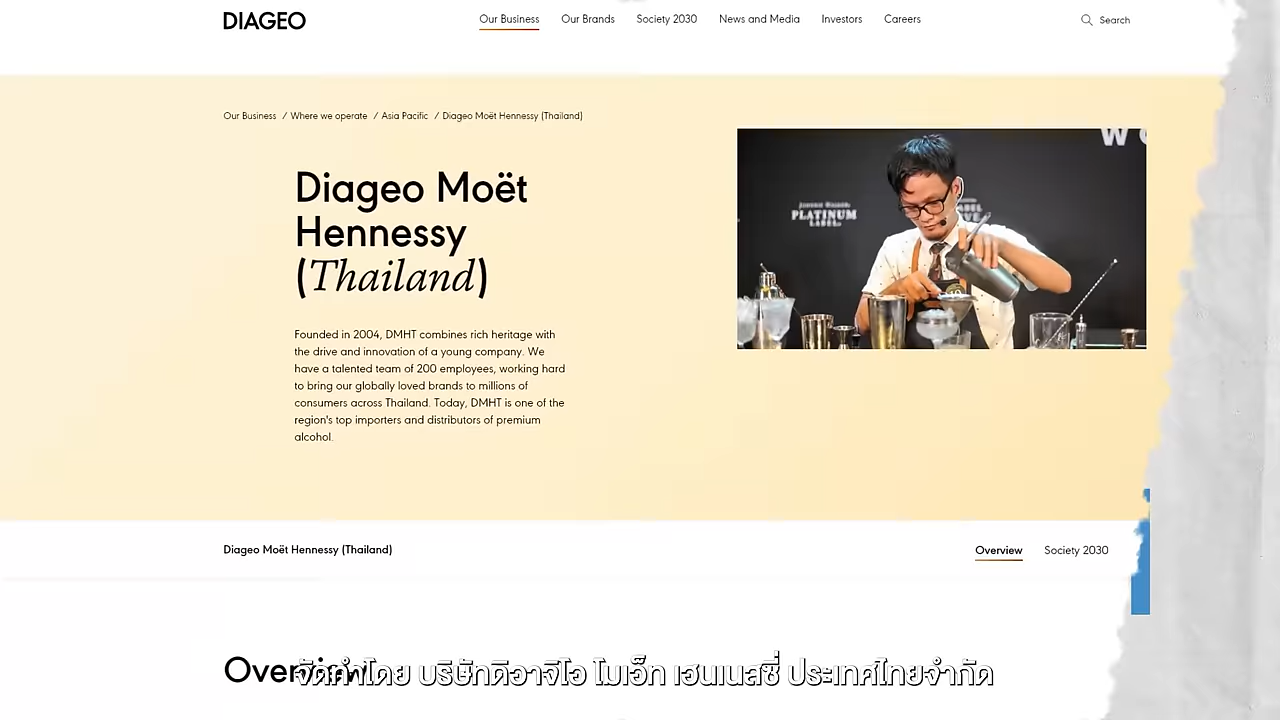 DIAGEO
Our Business
Our Brands
Society 2030
News and Media
Investors
Careers
Search
Our Business / Where we operate / Asia Pacific / Diageo Moët Hennessy (Thailand)
Diageo Moët
Hennessy
(Thailand)
Founded in 2004, DMHT combines rich heritage with
the drive and innovation of a young company. We
have a talented team of 200 employees, working hard
to bring our globally loved brands to millions of
consumers across Thailand. Today, DMHT is one of the
region's top importers and distributors of premium
alcohol.
JOHNNIE WALKER
PLATINUM
LABEL
Diageo Moët Hennessy (Thailand)
Overview
Society 2030
Overview
จัดทำโดย บริษัทดิอาจิโอ โมเอ็ท เฮนเนสซี่ ประเทศไทยจำกัด